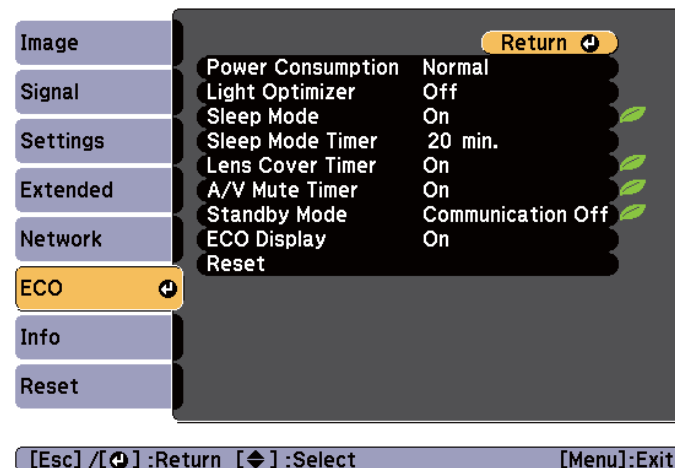 Image
Signal
Settings
Extended
Network
ECO
Info
Reset
Return
Power Consumption Normal
Light Optimizer Off
Sleep Mode On
Sleep Mode Timer 20 min.
Lens Cover Timer On
A/V Mute Timer On
Standby Mode Communication Off
ECO Display On
Reset
[Esc] /[⏎] :Return [◆] :Select [Menu]:Exit